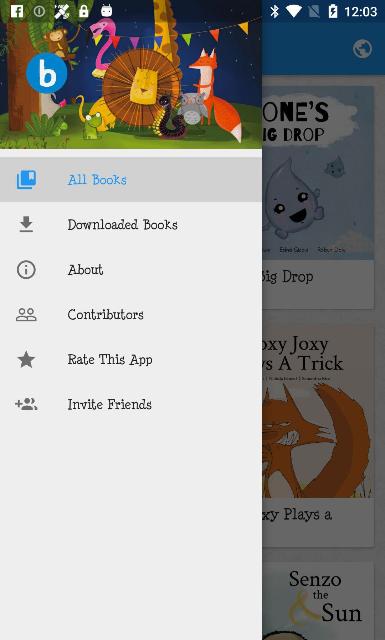 12:03
b
All Books
Downloaded Books
About
Contributors
Rate This App
Invite Friends
ONE'S
IG DROP
Big Drop
oxy Joxy
ys A Trick
xy Plays a
Senzo
the
& Sun